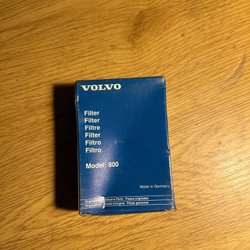 VOLVO
Filter
Filter
Filtre
Filter
Filtro
Filtro
Model: 800
Made in Germany